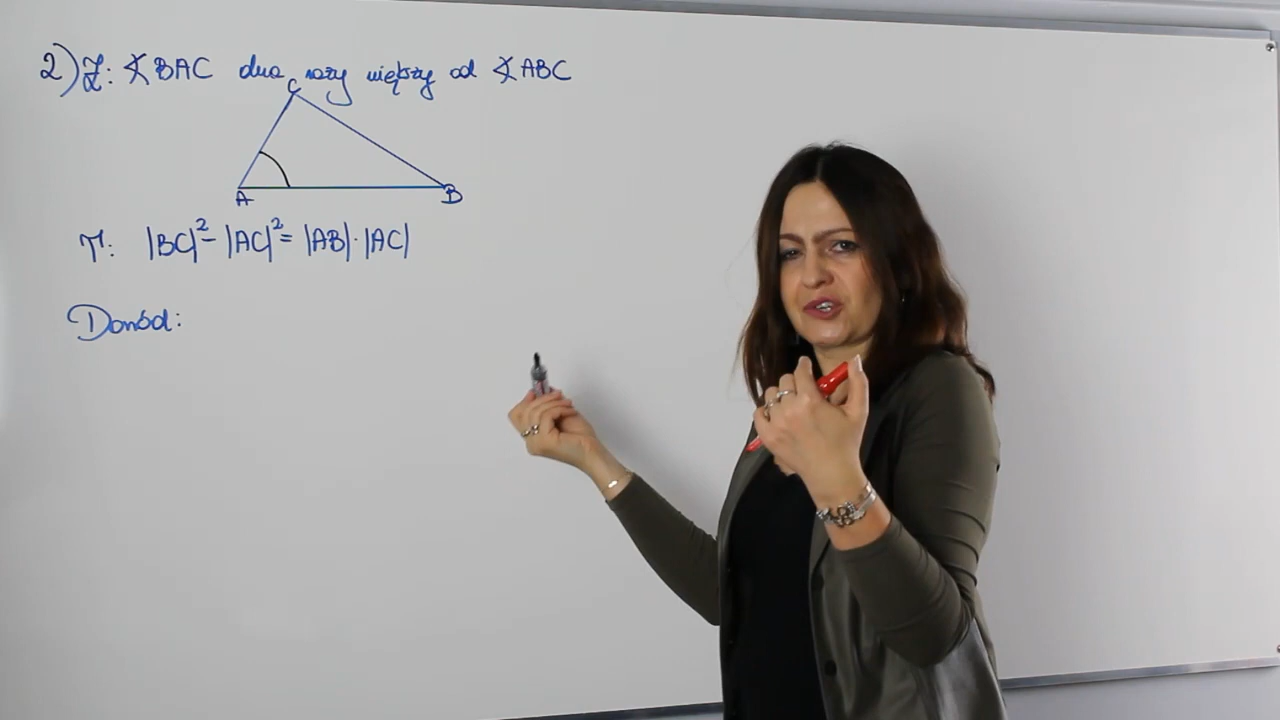 2) Z: ∢BAC dwa razy większy od ∢ABC
C
A B
T: |BC|² - |AC|² = |AB| · |AC|
Dowód: